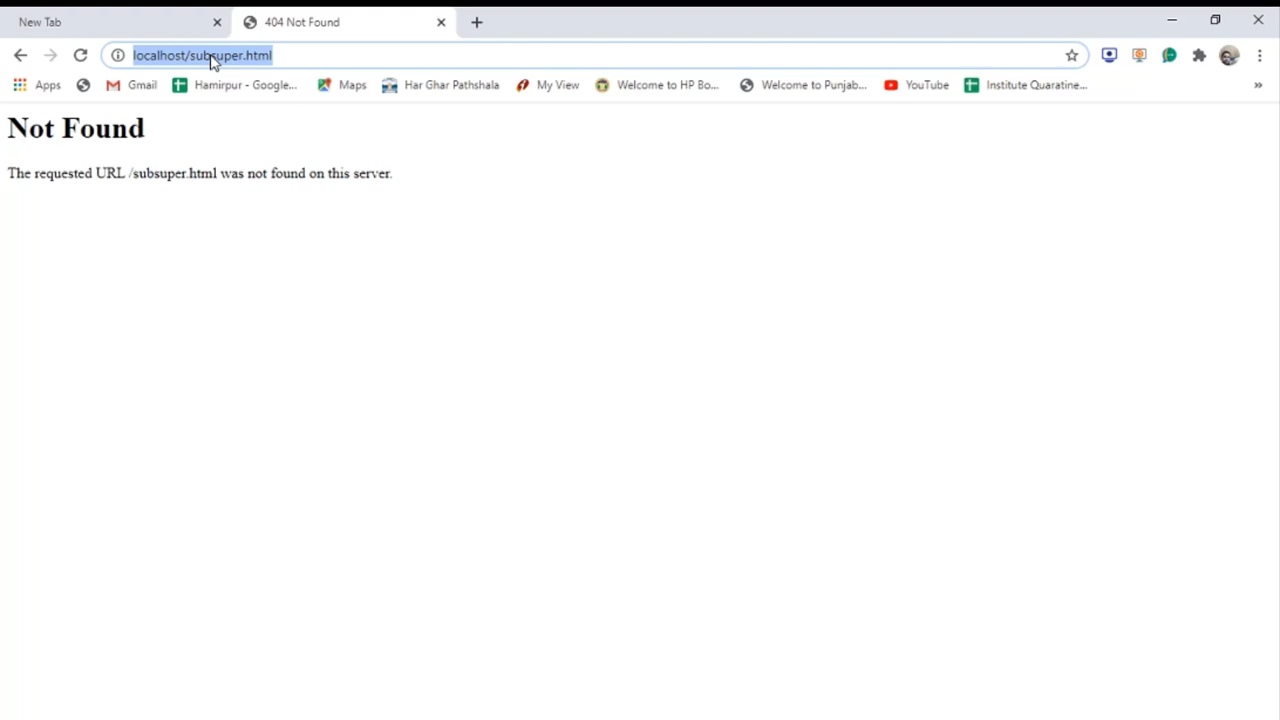 New Tab
404 Not Found
localhost/subsuper.html
Apps
Gmail
Hamirpur - Google...
Maps
Har Ghar Pathshala
My View
Welcome to HP Bo...
Welcome to Punjab...
YouTube
Institute Quaratine...
»
Not Found
The requested URL /subsuper.html was not found on this server.